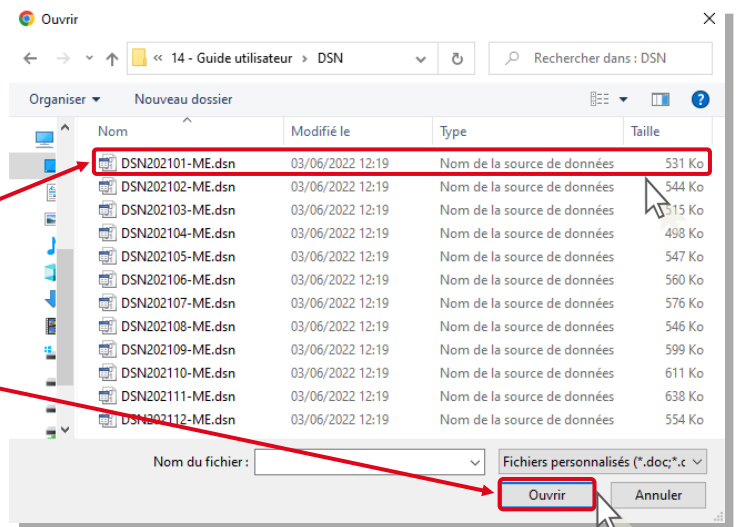 Ouvrir
« 14 - Guide utilisateur › DSN
Rechercher dans : DSN
Organiser Nouveau dossier ?
Nom Modifié le Type Taille
DSN202101-ME.dsn 03/06/2022 12:19 Nom de la source de données 531 Ko
DSN202102-ME.dsn 03/06/2022 12:19 Nom de la source de données 544 Ko
DSN202103-ME.dsn 03/06/2022 12:19 Nom de la source de données 515 Ko
DSN202104-ME.dsn 03/06/2022 12:19 Nom de la source de données 498 Ko
DSN202105-ME.dsn 03/06/2022 12:19 Nom de la source de données 547 Ko
DSN202106-ME.dsn 03/06/2022 12:19 Nom de la source de données 560 Ko
DSN202107-ME.dsn 03/06/2022 12:19 Nom de la source de données 576 Ko
DSN202108-ME.dsn 03/06/2022 12:19 Nom de la source de données 546 Ko
DSN202109-ME.dsn 03/06/2022 12:19 Nom de la source de données 599 Ko
DSN202110-ME.dsn 03/06/2022 12:19 Nom de la source de données 611 Ko
DSN202111-ME.dsn 03/06/2022 12:19 Nom de la source de données 638 Ko
DSN202112-ME.dsn 03/06/2022 12:19 Nom de la source de données 554 Ko
Nom du fichier : Fichiers personnalisés (*.doc;*.c
Ouvrir Annuler